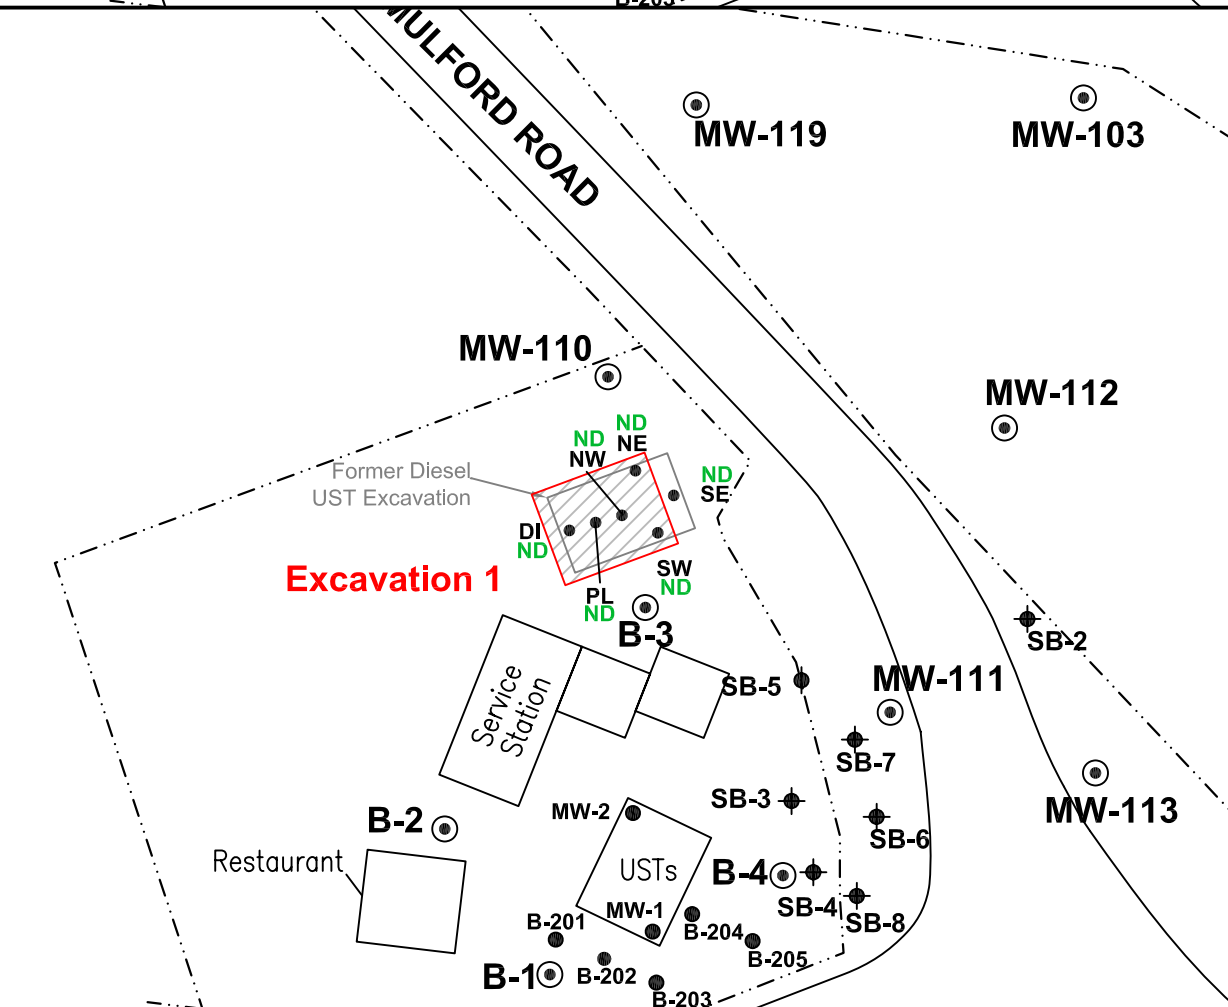 B-203
MULFORD ROAD
MW-119
MW-103
MW-110
MW-112
ND
ND
NE
NW
Former Diesel
UST Excavation
ND
SE
DI
ND
SW
ND
Excavation 1
PL
ND
B-3
SB-2
Service
Station
SB-5
MW-111
SB-7
SB-3
MW-2
MW-113
B-2
SB-6
Restaurant
USTs
B-4
SB-4
MW-1
B-201
SB-8
B-204
B-205
B-1
B-202
B-203